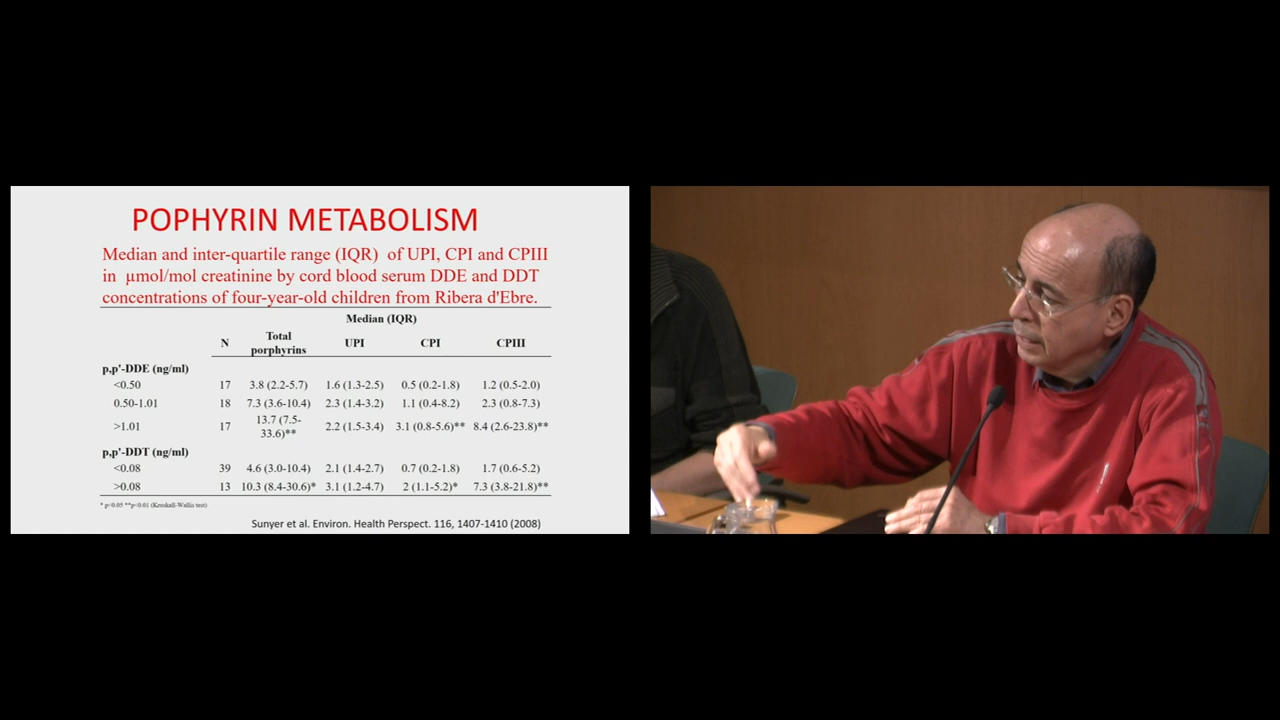 POPHYRIN METABOLISM
Median and inter-quartile range (IQR) of UPI, CPI and CPIII
in µmol/mol creatinine by cord blood serum DDE and DDT
concentrations of four-year-old children from Ribera d'Ebre.
Median (IQR)
N Total porphyrins UPI CPI CPIII
p,p'-DDE (ng/ml)
<0.50 17 3.8 (2.2-5.7) 1.6 (1.3-2.5) 0.5 (0.2-1.8) 1.2 (0.5-2.0)
0.50-1.01 18 7.3 (3.6-10.4) 2.3 (1.4-3.2) 1.1 (0.4-8.2) 2.3 (0.8-7.3)
>1.01 17 13.7 (7.5-33.6)** 2.2 (1.5-3.4) 3.1 (0.8-5.6)** 8.4 (2.6-23.8)**
p,p'-DDT (ng/ml)
<0.08 39 4.6 (3.0-10.4) 2.1 (1.4-2.7) 0.7 (0.2-1.8) 1.7 (0.6-5.2)
>0.08 13 10.3 (8.4-30.6)* 3.1 (1.2-4.7) 2 (1.1-5.2)* 7.3 (3.8-21.8)**
* p<0.05 **p<0.01 (Kruskall-Wallis test)
Sunyer et al. Environ. Health Perspect. 116, 1407-1410 (2008)